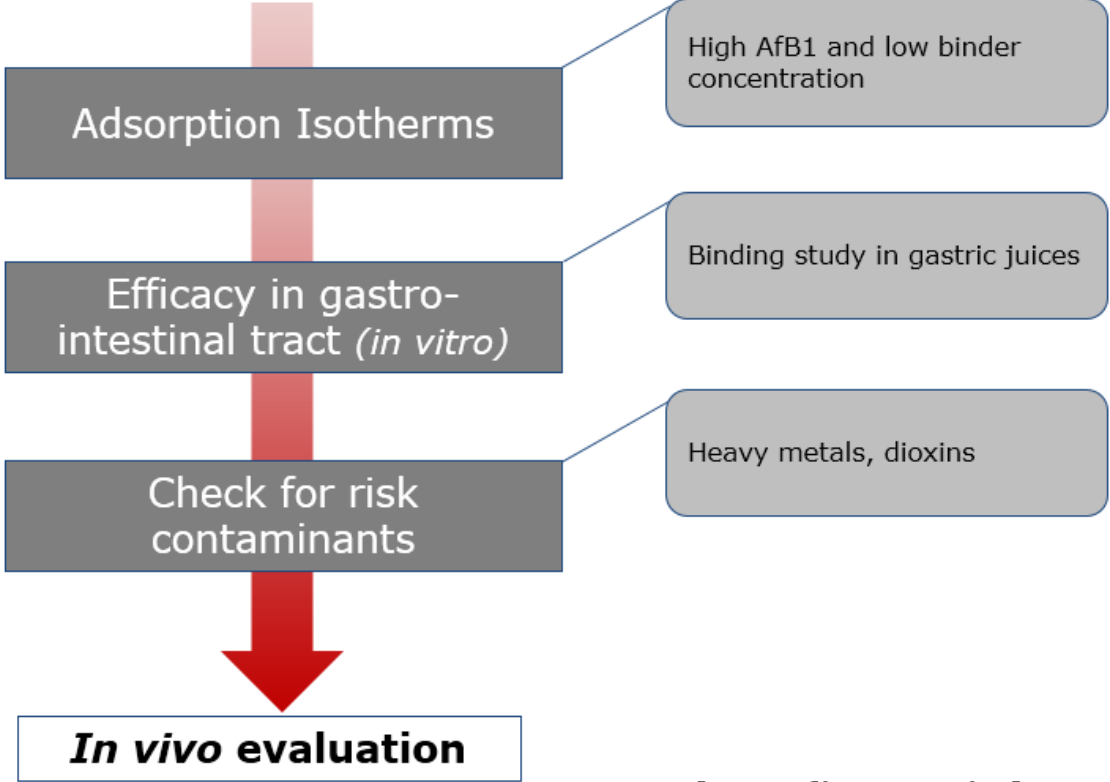 High AfB1 and low binder
concentration
Adsorption Isotherms
Binding study in gastric juices
Efficacy in gastro-
intestinal tract (in vitro)
Heavy metals, dioxins
Check for risk
contaminants
In vivo evaluation